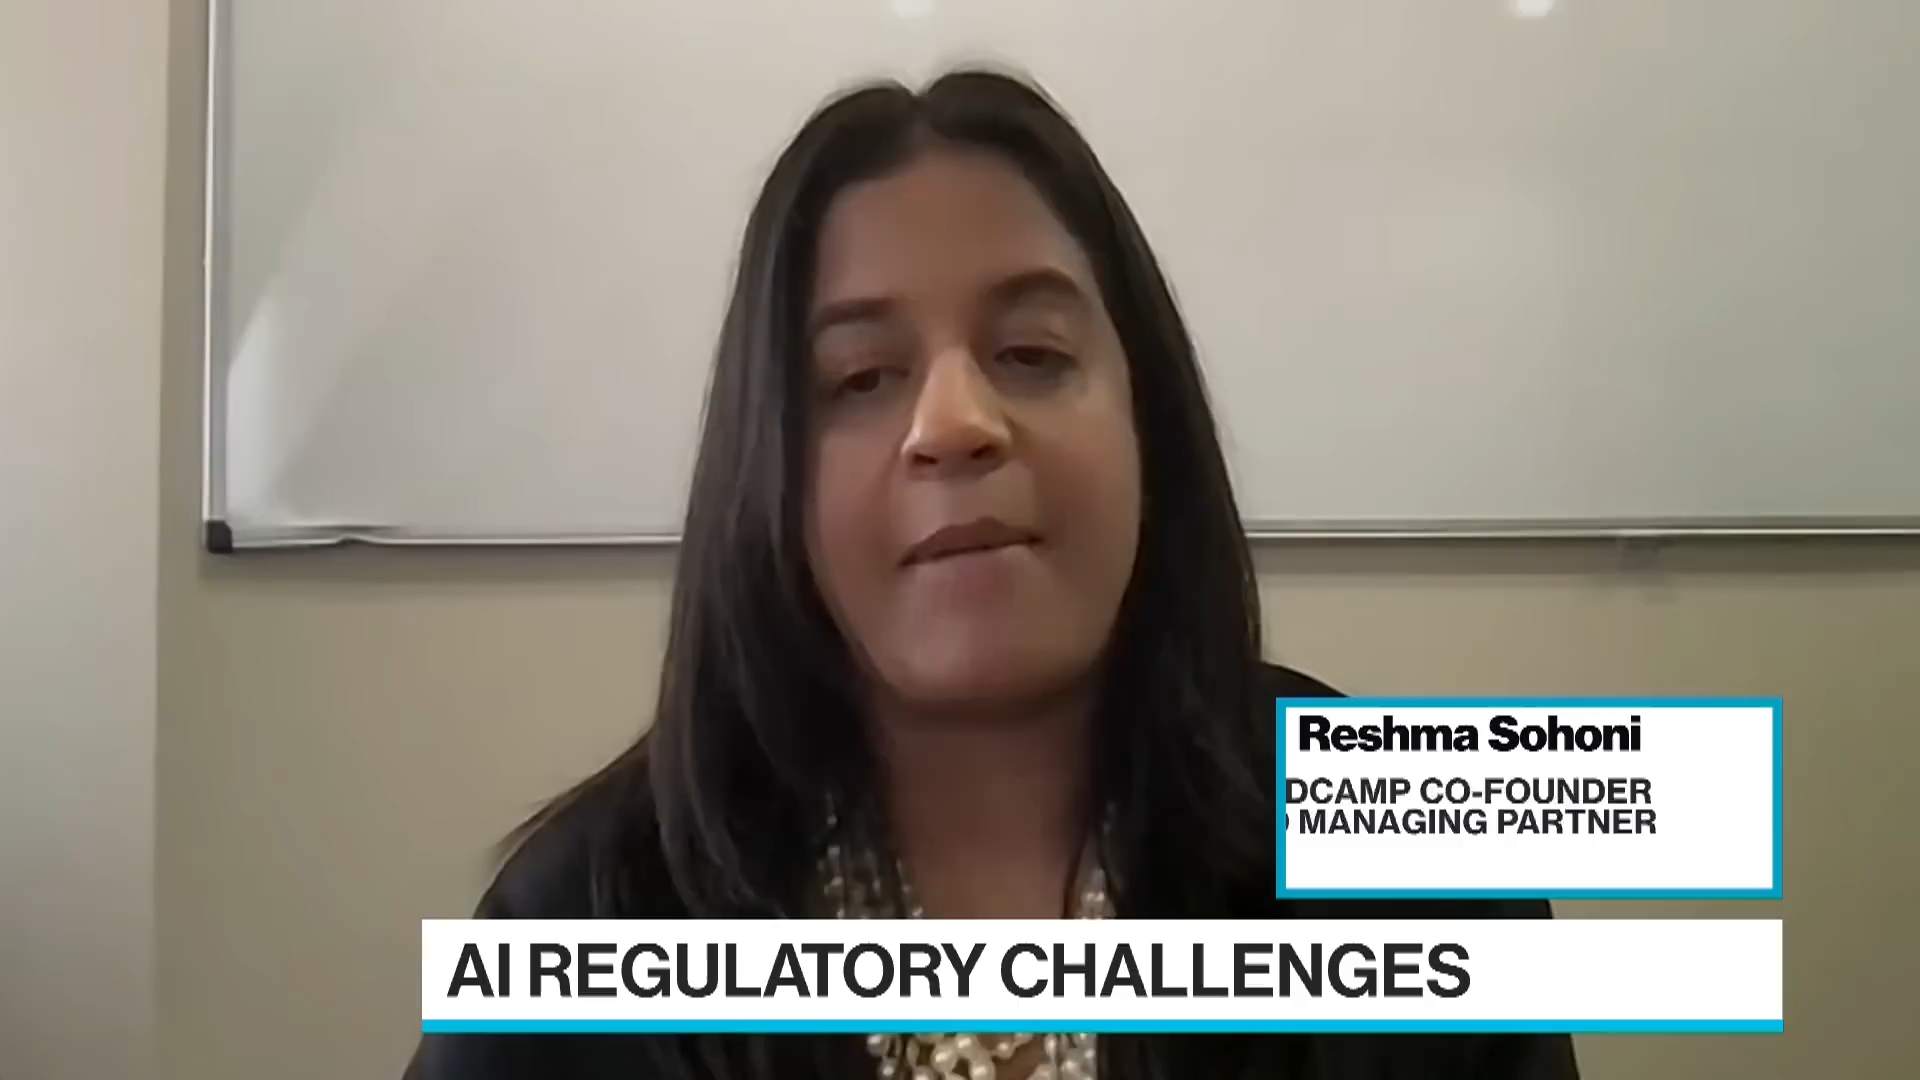 Reshma Sohoni
DCAMP CO-FOUNDER
MANAGING PARTNER
AI REGULATORY CHALLENGES